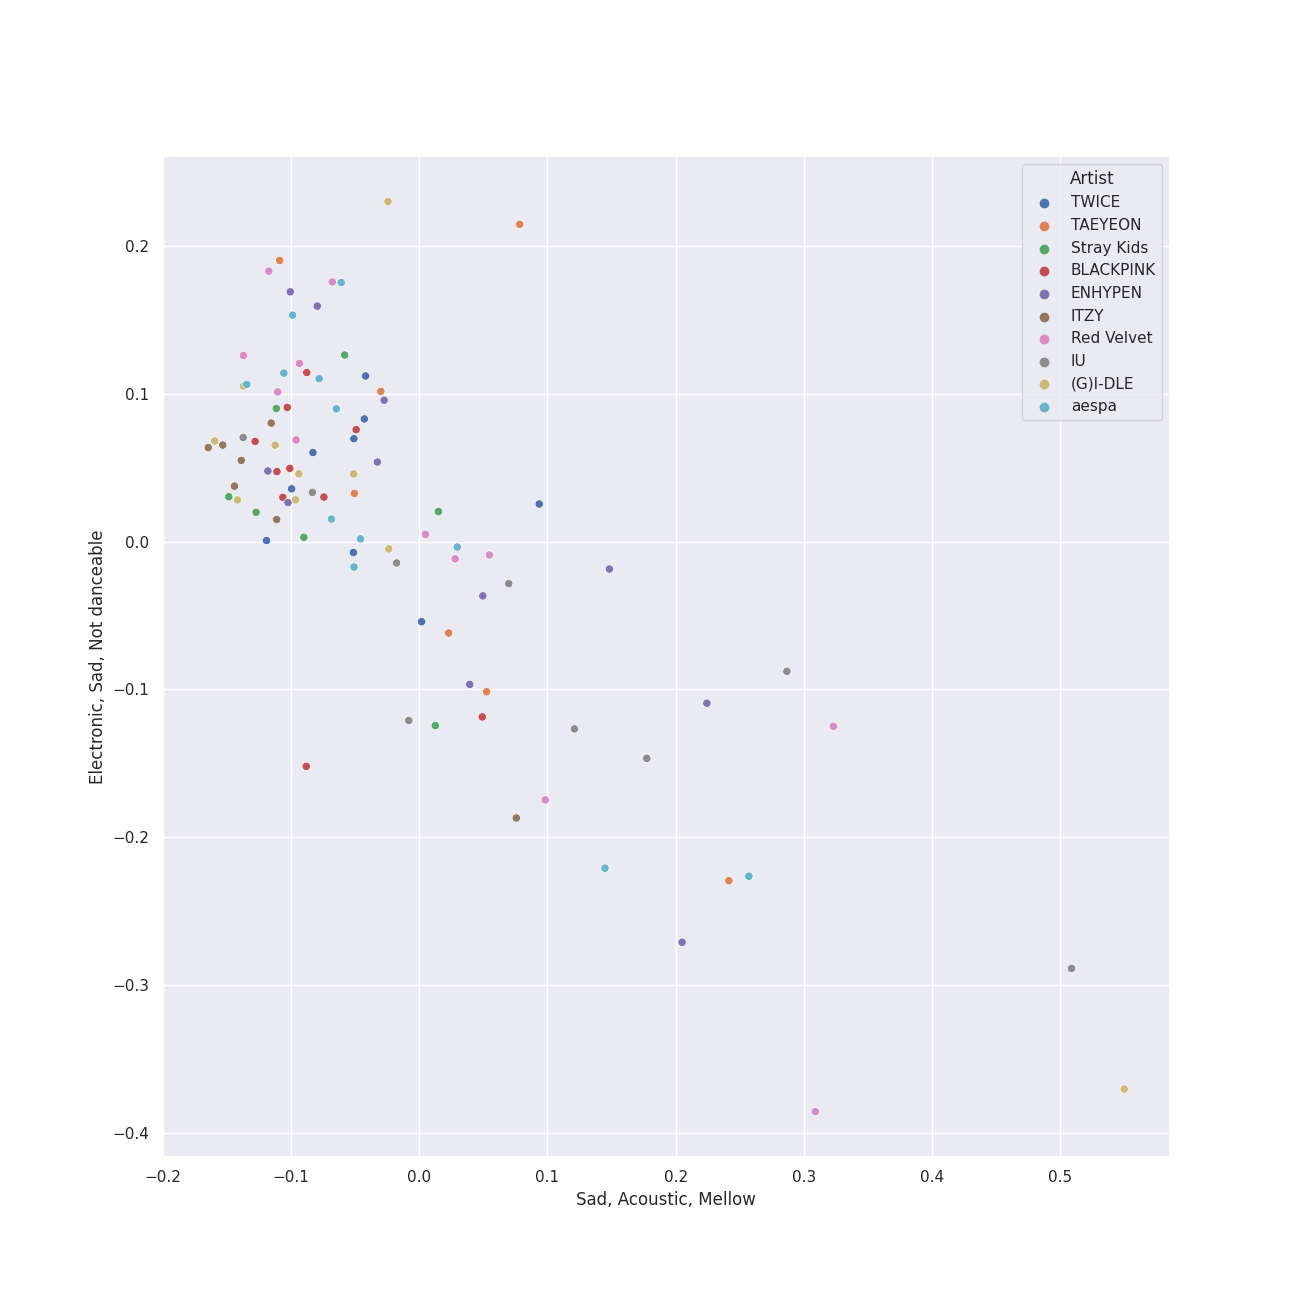 Artist
TWICE
TAEYEON
Stray Kids
BLACKPINK
ENHYPEN
ITZY
Red Velvet
IU
(G)I-DLE
aespa
0.2
0.1
0.0
−0.1
−0.2
−0.3
−0.4
Electronic, Sad, Not danceable
−0.2 −0.1 0.0 0.1 0.2 0.3 0.4 0.5
Sad, Acoustic, Mellow